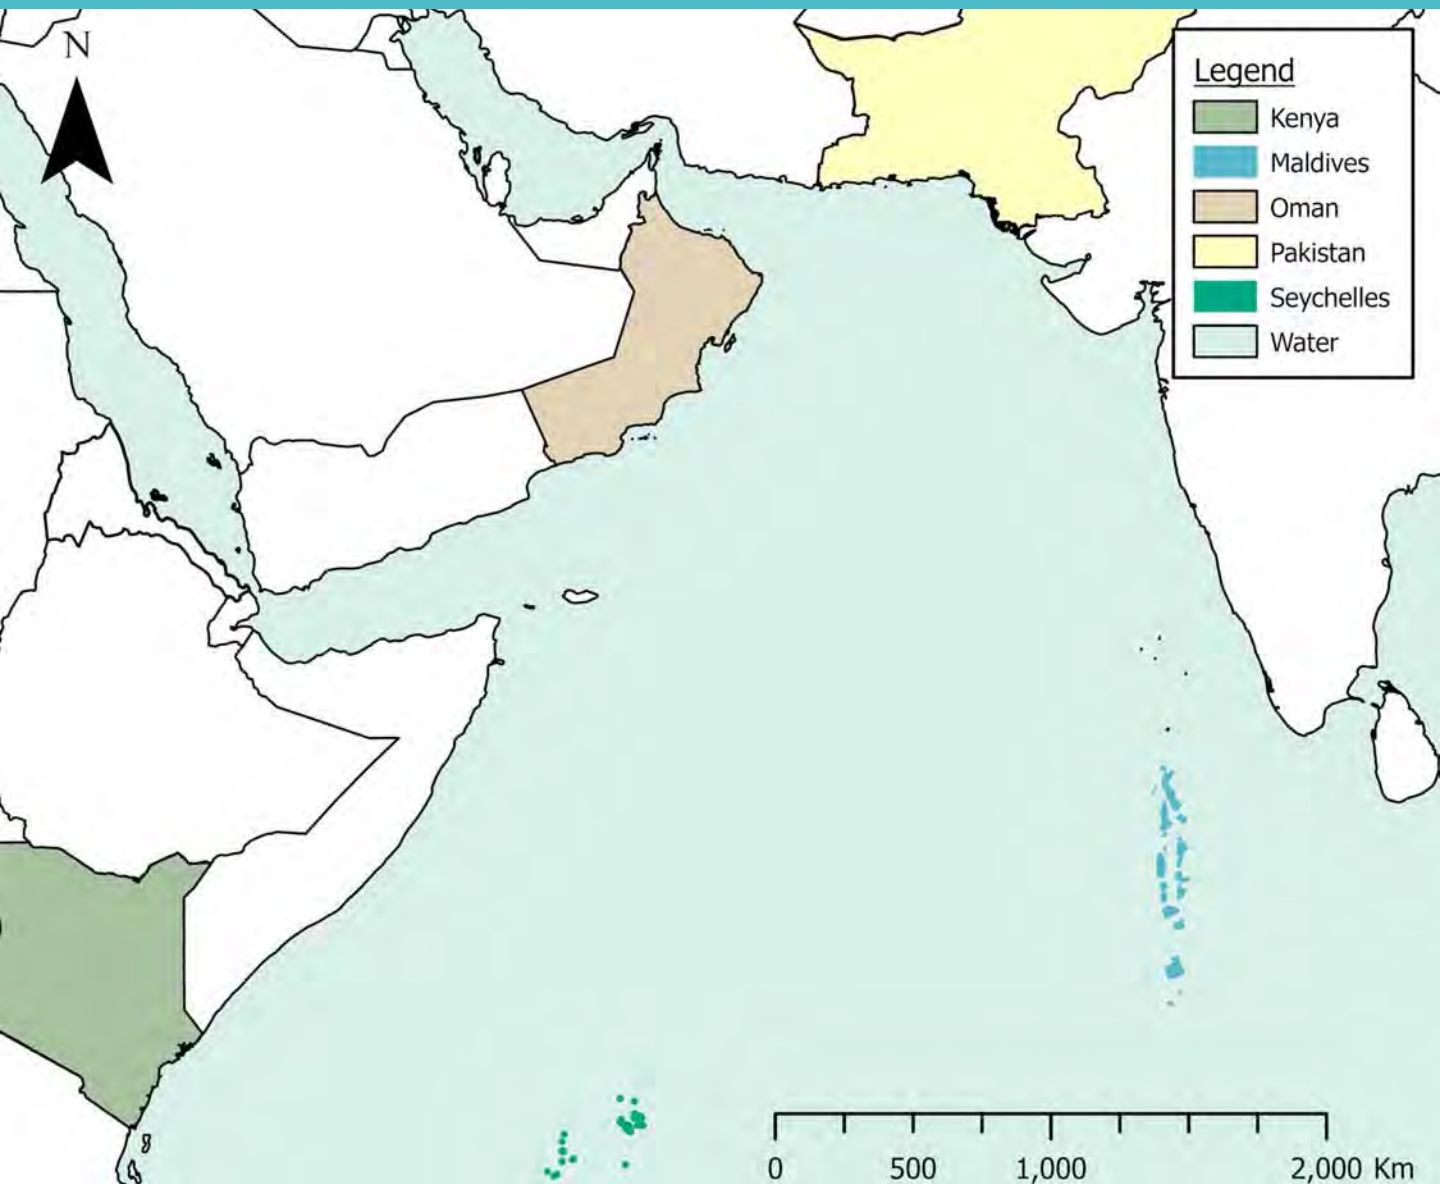 N
Legend
Kenya
Maldives
Oman
Pakistan
Seychelles
Water
0 500 1,000 2,000 Km